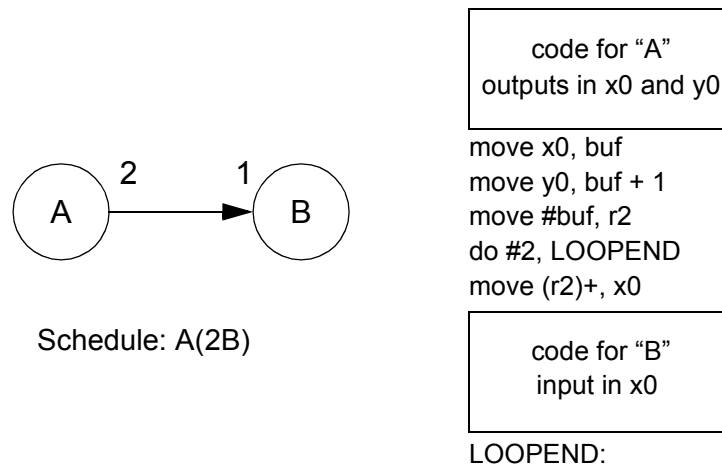 2
1
A
B
Schedule: A(2B)
code for “A”
outputs in x0 and y0
move x0, buf
move y0, buf + 1
move #buf, r2
do #2, LOOPEND
move (r2)+, x0
code for “B”
input in x0
LOOPEND: